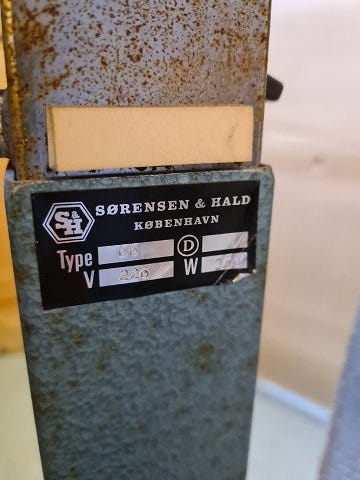 S&H
SØRENSEN & HALD
KØBENHAVN
Type D
V 220 W